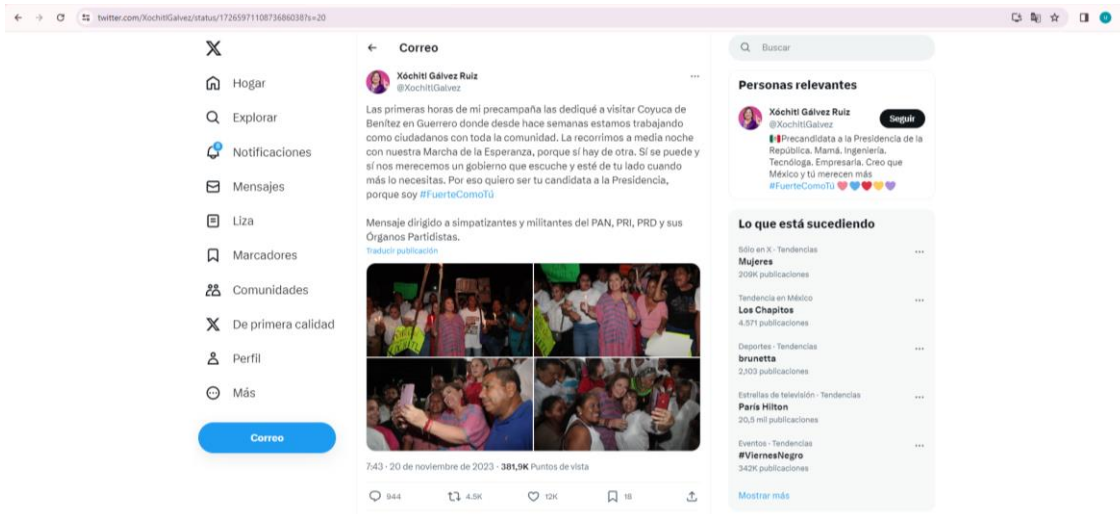 twitter.com/XochitlGalvez/status/1726597110873686038?s=20
Hogar
Explorar
Notificaciones
Mensajes
Liza
Marcadores
Comunidades
De primera calidad
Perfil
Más
Correo
Correo
Xóchitl Gálvez Ruiz
@XochitlGalvez
Las primeras horas de mi precampaña las dediqué a visitar Coyuca de
Benítez en Guerrero donde desde hace semanas estamos trabajando
como ciudadanos con toda la comunidad. La recorrimos a media noche
con nuestra Marcha de la Esperanza, porque sí hay de otra. Sí se puede y
sí nos merecemos un gobierno que escuche y esté de tu lado cuando
más lo necesitas. Por eso quiero ser tu candidata a la Presidencia,
porque soy #FuerteComoTú
Mensaje dirigido a simpatizantes y militantes del PAN, PRI, PRD y sus
Órganos Partidistas.
Traducir publicación
7:43 · 20 de noviembre de 2023 · 381,9K Puntos de vista
944 4.5K 12K 18
Buscar
Personas relevantes
Xóchitl Gálvez Ruiz
@XochitlGalvez
Seguir
Precandidata a la Presidencia de la
República. Mamá. Ingeniería.
Tecnóloga. Empresaria. Creo que
México y tú merecen más
#FuerteComoTú
Lo que está sucediendo
Sólo en X · Tendencias
Mujeres
209K publicaciones
Tendencia en México
Los Chapitos
4.571 publicaciones
Deportes · Tendencias
brunetta
2,103 publicaciones
Estrellas de televisión · Tendencias
París Hilton
20,5 mil publicaciones
Eventos · Tendencias
#ViernesNegro
342K publicaciones
Mostrar más